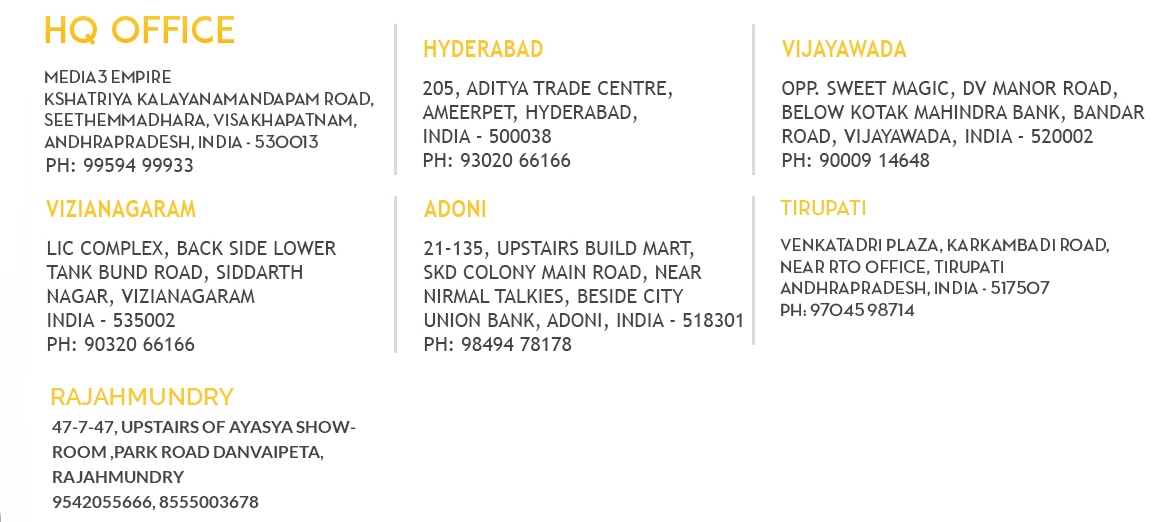 HQ OFFICE
MEDIA3 EMPIRE
KSHATRIYA KALAYANAMANDAPAM ROAD,
SEETHEMMADHARA, VISAKHAPATNAM,
ANDHRAPRADESH, INDIA - 530013
PH: 99594 99933
HYDERABAD
205, ADITYA TRADE CENTRE,
AMEERPET, HYDERABAD,
INDIA - 500038
PH: 93020 66166
VIJAYAWADA
OPP. SWEET MAGIC, DV MANOR ROAD,
BELOW KOTAK MAHINDRA BANK, BANDAR
ROAD, VIJAYAWADA, INDIA - 520002
PH: 90009 14648
VIZIANAGARAM
LIC COMPLEX, BACK SIDE LOWER
TANK BUND ROAD, SIDDARTH
NAGAR, VIZIANAGARAM
INDIA - 535002
PH: 90320 66166
ADONI
21-135, UPSTAIRS BUILD MART,
SKD COLONY MAIN ROAD, NEAR
NIRMAL TALKIES, BESIDE CITY
UNION BANK, ADONI, INDIA - 518301
PH: 98494 78178
TIRUPATI
VENKATADRI PLAZA, KARKAMBADI ROAD,
NEAR RTO OFFICE, TIRUPATI
ANDHRAPRADESH, INDIA - 517507
PH: 97045 98714
RAJAHMUNDRY
47-7-47, UPSTAIRS OF AYASYA SHOW-
ROOM ,PARK ROAD DANVAIPETA,
RAJAHMUNDRY
9542055666, 8555003678